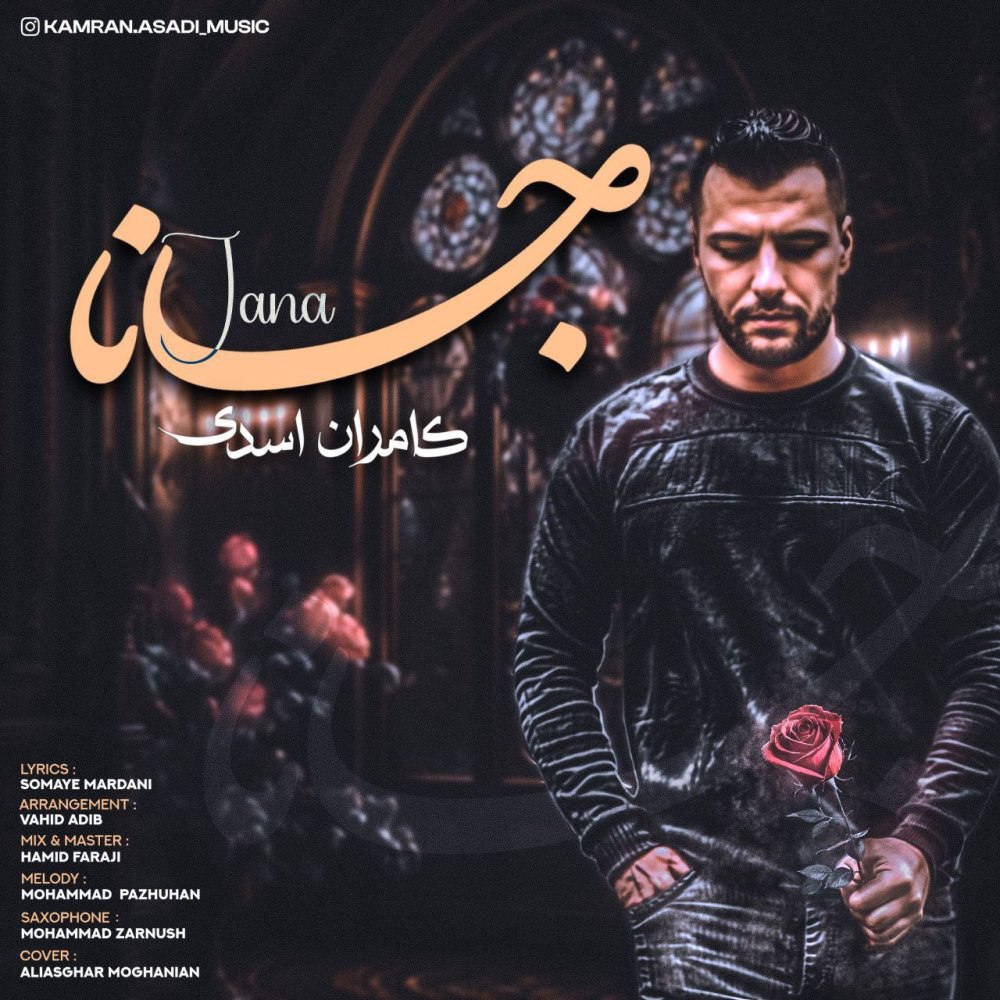 KAMRAN.ASADI_MUSIC
جانا
Jana
کامران اسدی
LYRICS :
SOMAYE MARDANI
ARRANGEMENT :
VAHID ADIB
MIX & MASTER :
HAMID FARAJI
MELODY :
MOHAMMAD PAZHUHAN
SAXOPHONE :
MOHAMMAD ZARNUSH
COVER :
ALIASGHAR MOGHANIAN